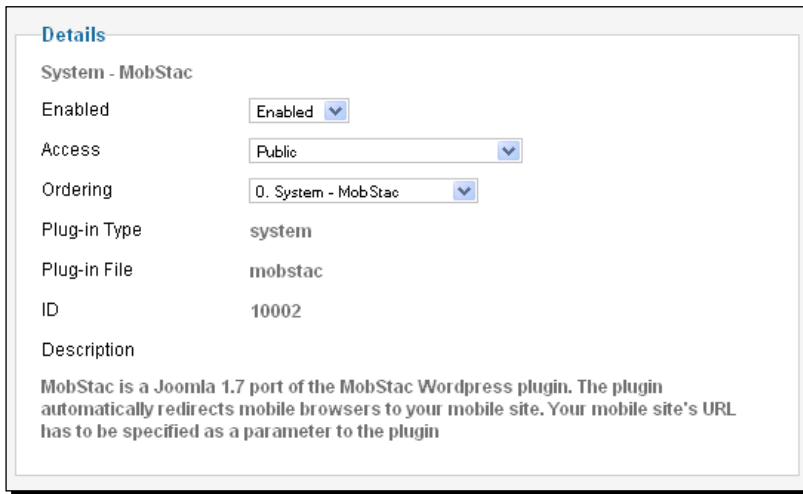 Details
System - MobStac
Enabled Enabled
Access Public
Ordering 0. System - MobStac
Plug-in Type system
Plug-in File mobstac
ID 10002
Description
MobStac is a Joomla 1.7 port of the MobStac Wordpress plugin. The plugin
automatically redirects mobile browsers to your mobile site. Your mobile site's URL
has to be specified as a parameter to the plugin